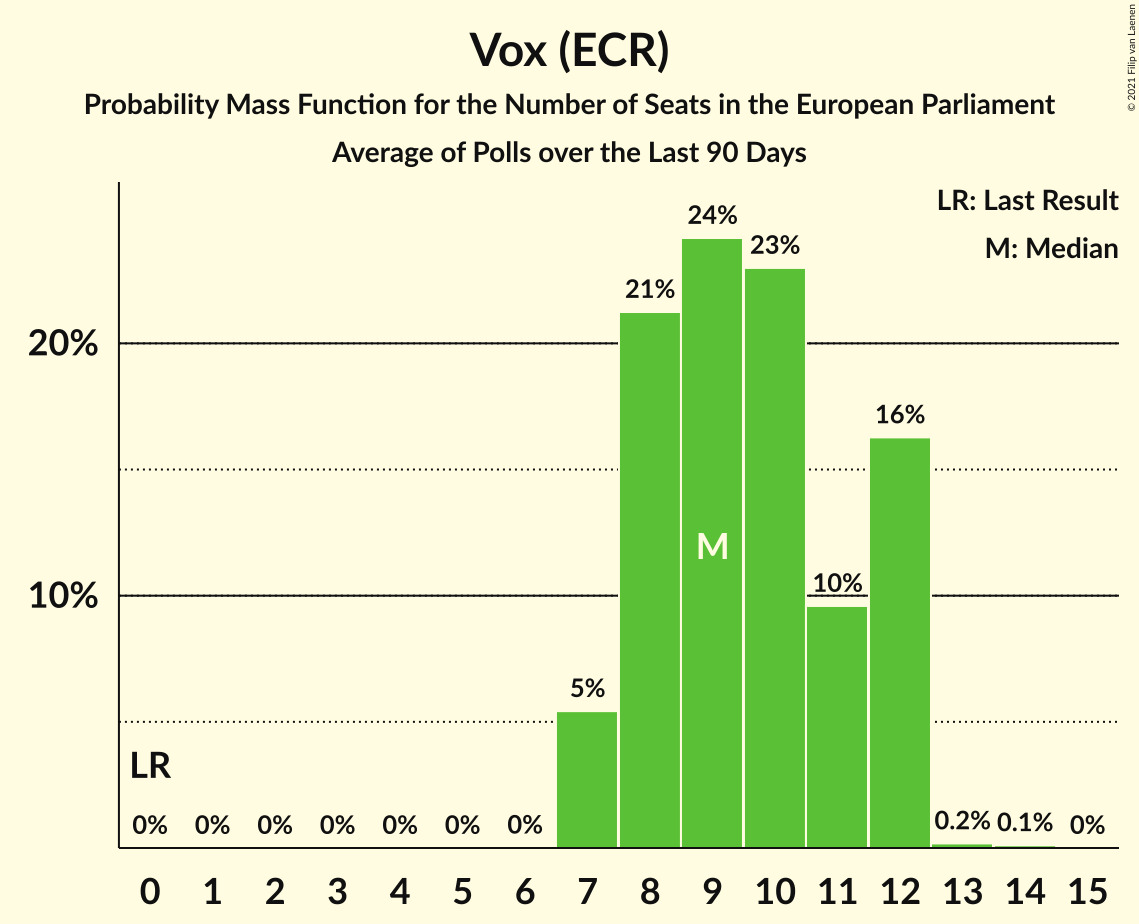 Vox (ECR)
Probability Mass Function for the Number of Seats in the European Parliament
Average of Polls over the Last 90 Days
© 2021 Filip van Laenen
LR: Last Result
M: Median
24%
23%
21%
20%
16%
M
10%
10%
5%
LR
0% 0% 0% 0% 0% 0% 0% 0.2% 0.1% 0%
0 1 2 3 4 5 6 7 8 9 10 11 12 13 14 15